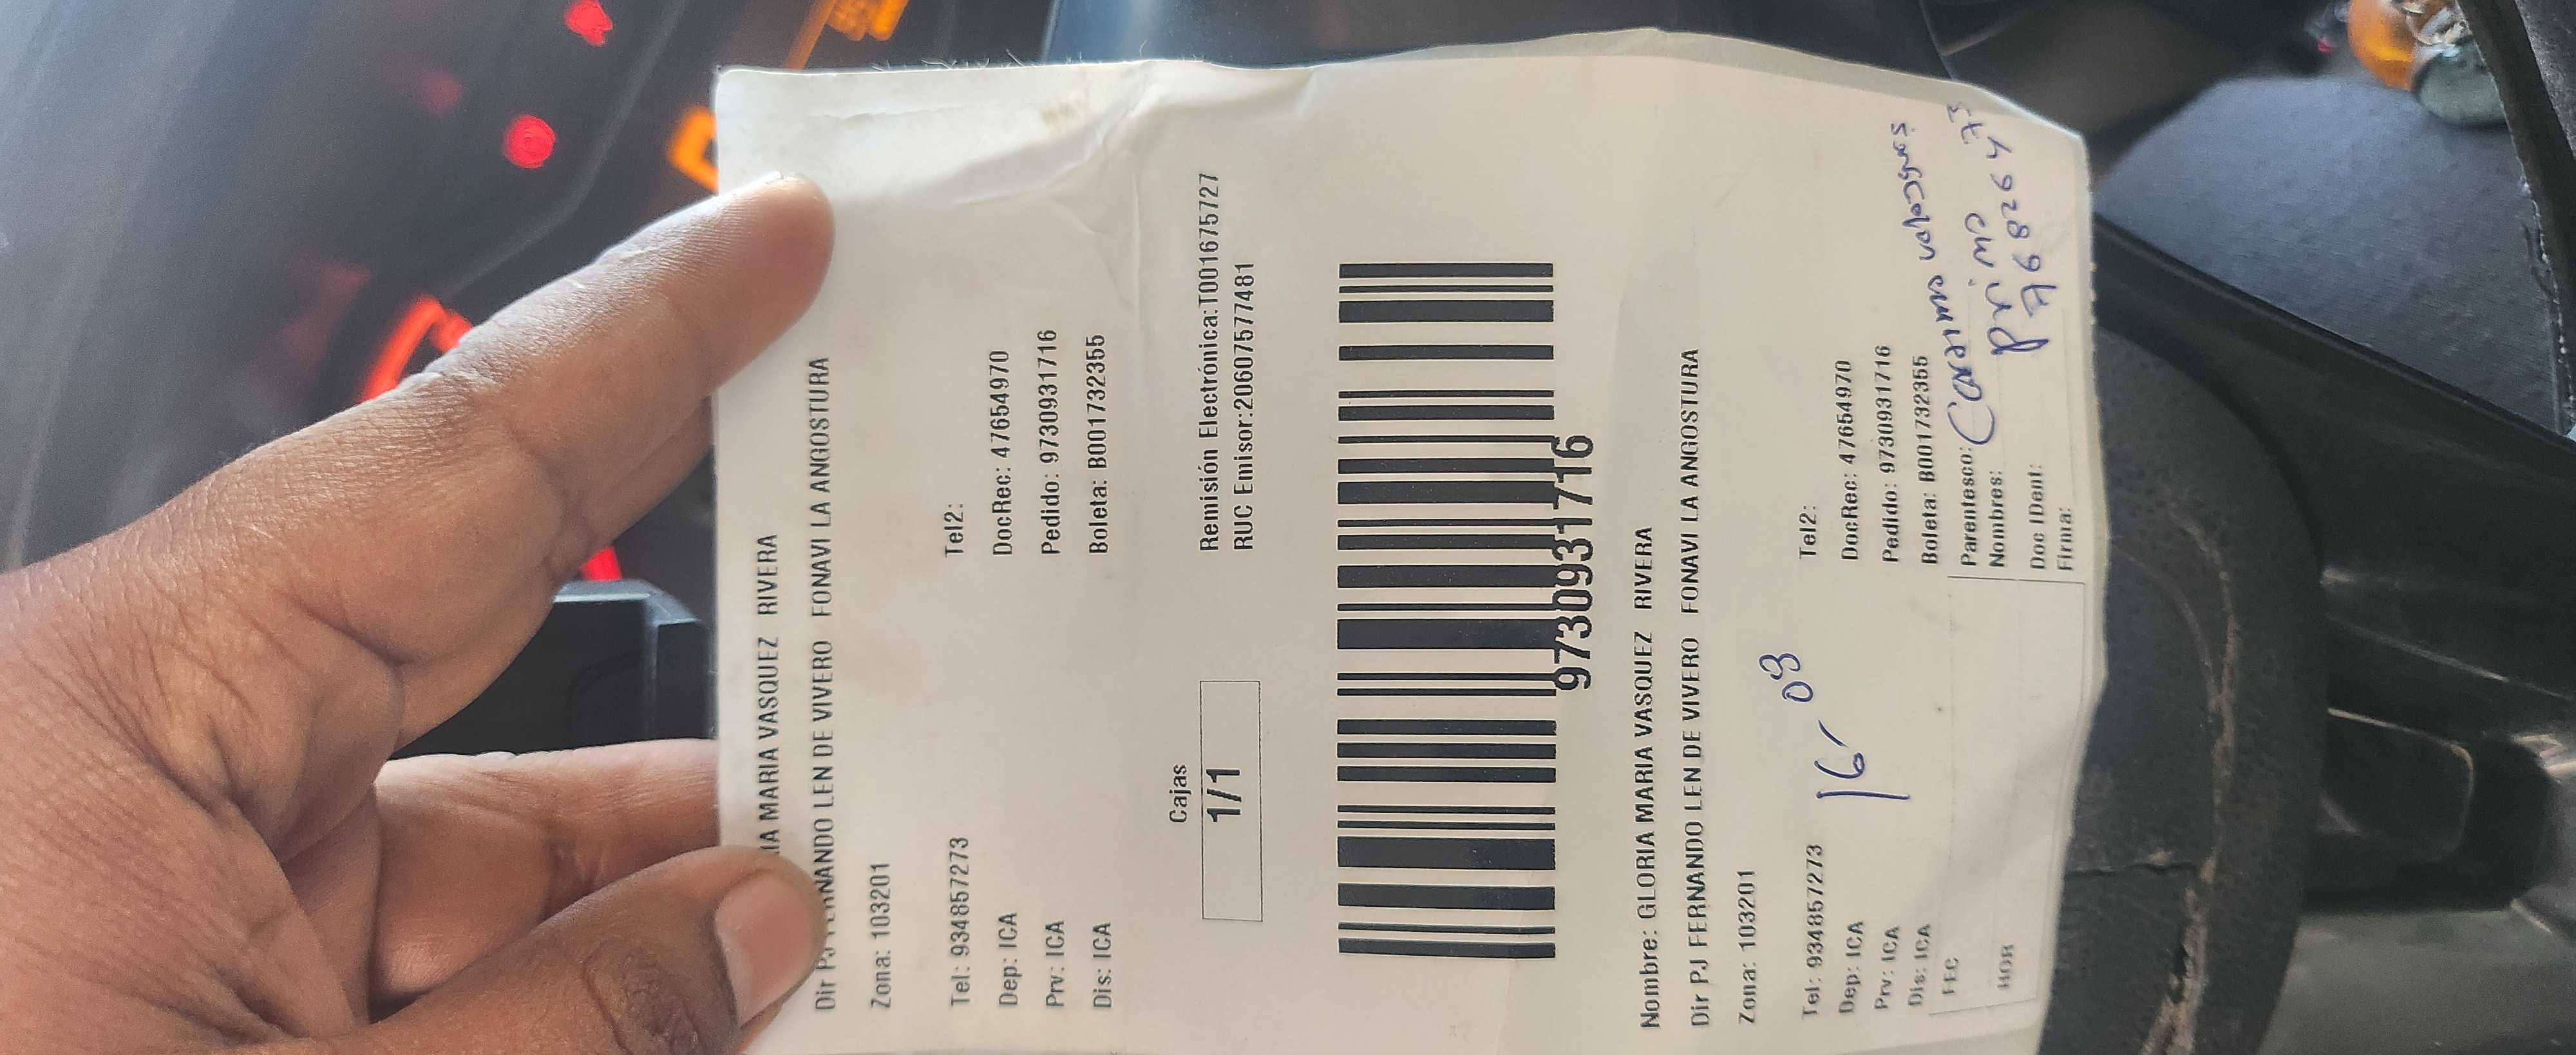 IA MARIA VASQUEZ RIVERA
Dir PJ FERNANDO LEN DE VIVERO FONAVI LA ANGOSTURA
Zona: 103201
Tel: 934857273 Tel2:
Dep: ICA DocRec: 47654970
Prv: ICA Pedido: 9730931716
Dis: ICA Boleta: B001732355
Cajas
1/1
Remisión Electrónica:T001675727
RUC Emisor:20607577481
9730931716
Nombre: GLORIA MARIA VASQUEZ RIVERA
Dir PJ FERNANDO LEN DE VIVERO FONAVI LA ANGOSTURA
Zona: 103201
16 03
Tel: 934857273 Tel2:
Dep: ICA DocRec: 47654970
Prv: ICA Pedido: 9730931716
Dis: ICA Boleta: B001732355
FEC Parentesco:
HOR Nombres: primo
Doc IDent:
Firma: